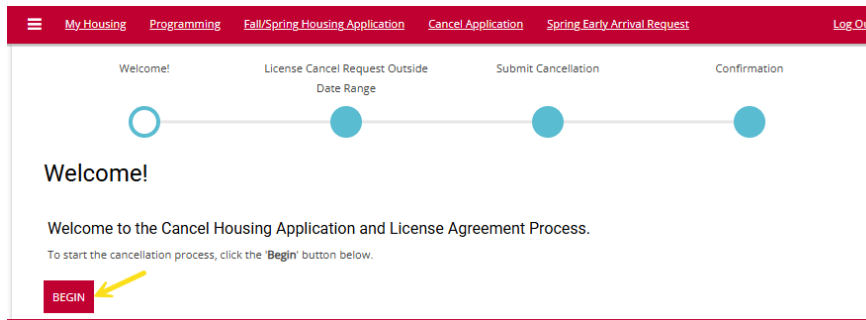 My Housing Programming Fall/Spring Housing Application Cancel Application Spring Early Arrival Request
Welcome!
License Cancel Request Outside
Date Range
Submit Cancellation
Confirmation
Welcome!
Welcome to the Cancel Housing Application and License Agreement Process.
To start the cancellation process, click the 'Begin' button below.
BEGIN